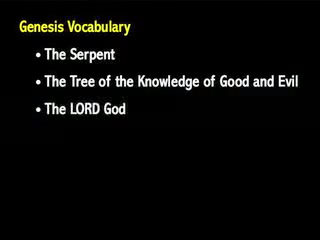 Genesis Vocabulary
• The Serpent
• The Tree of the Knowledge of Good and Evil
• The LORD God